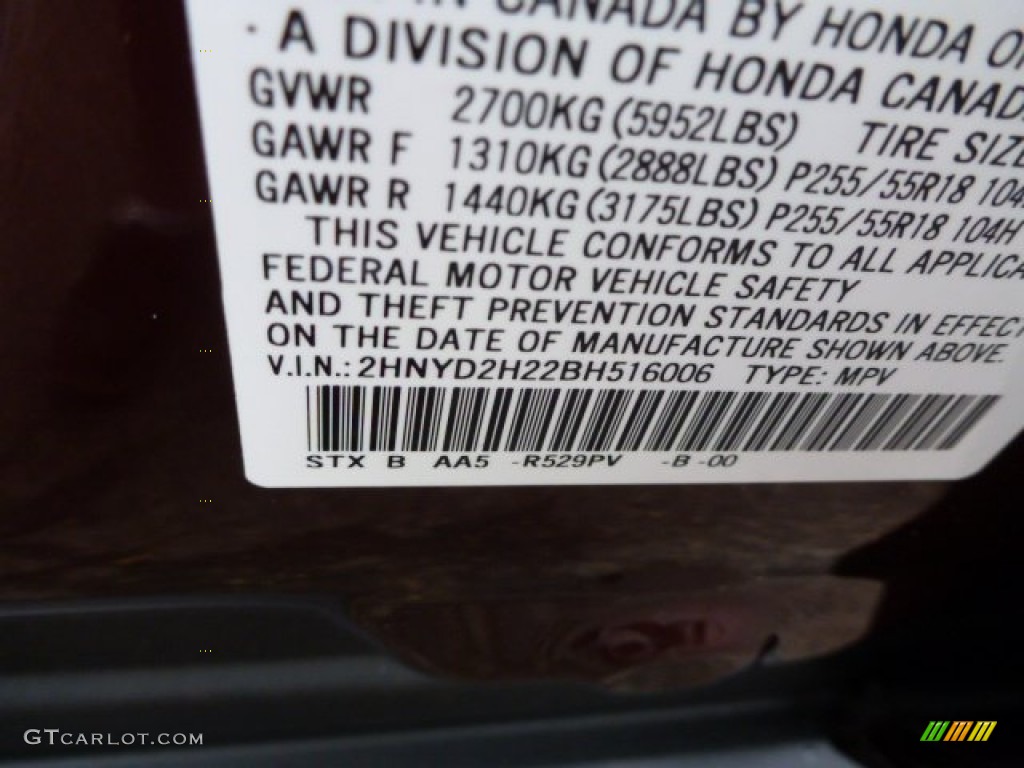 IN CANADA BY HONDA OF
· A DIVISION OF HONDA CANADA
GVWR 2700KG (5952LBS) TIRE SIZE
GAWR F 1310KG (2888LBS) P255/55R18 104
GAWR R 1440KG (3175LBS) P255/55R18 104H
THIS VEHICLE CONFORMS TO ALL APPLICA
FEDERAL MOTOR VEHICLE SAFETY
AND THEFT PREVENTION STANDARDS IN EFFECT
ON THE DATE OF MANUFACTURE SHOWN ABOVE.
V.I.N.: 2HNYD2H22BH516006 TYPE: MPV
STX B AA5 -R529PV -B -00
GTCARLOT.COM